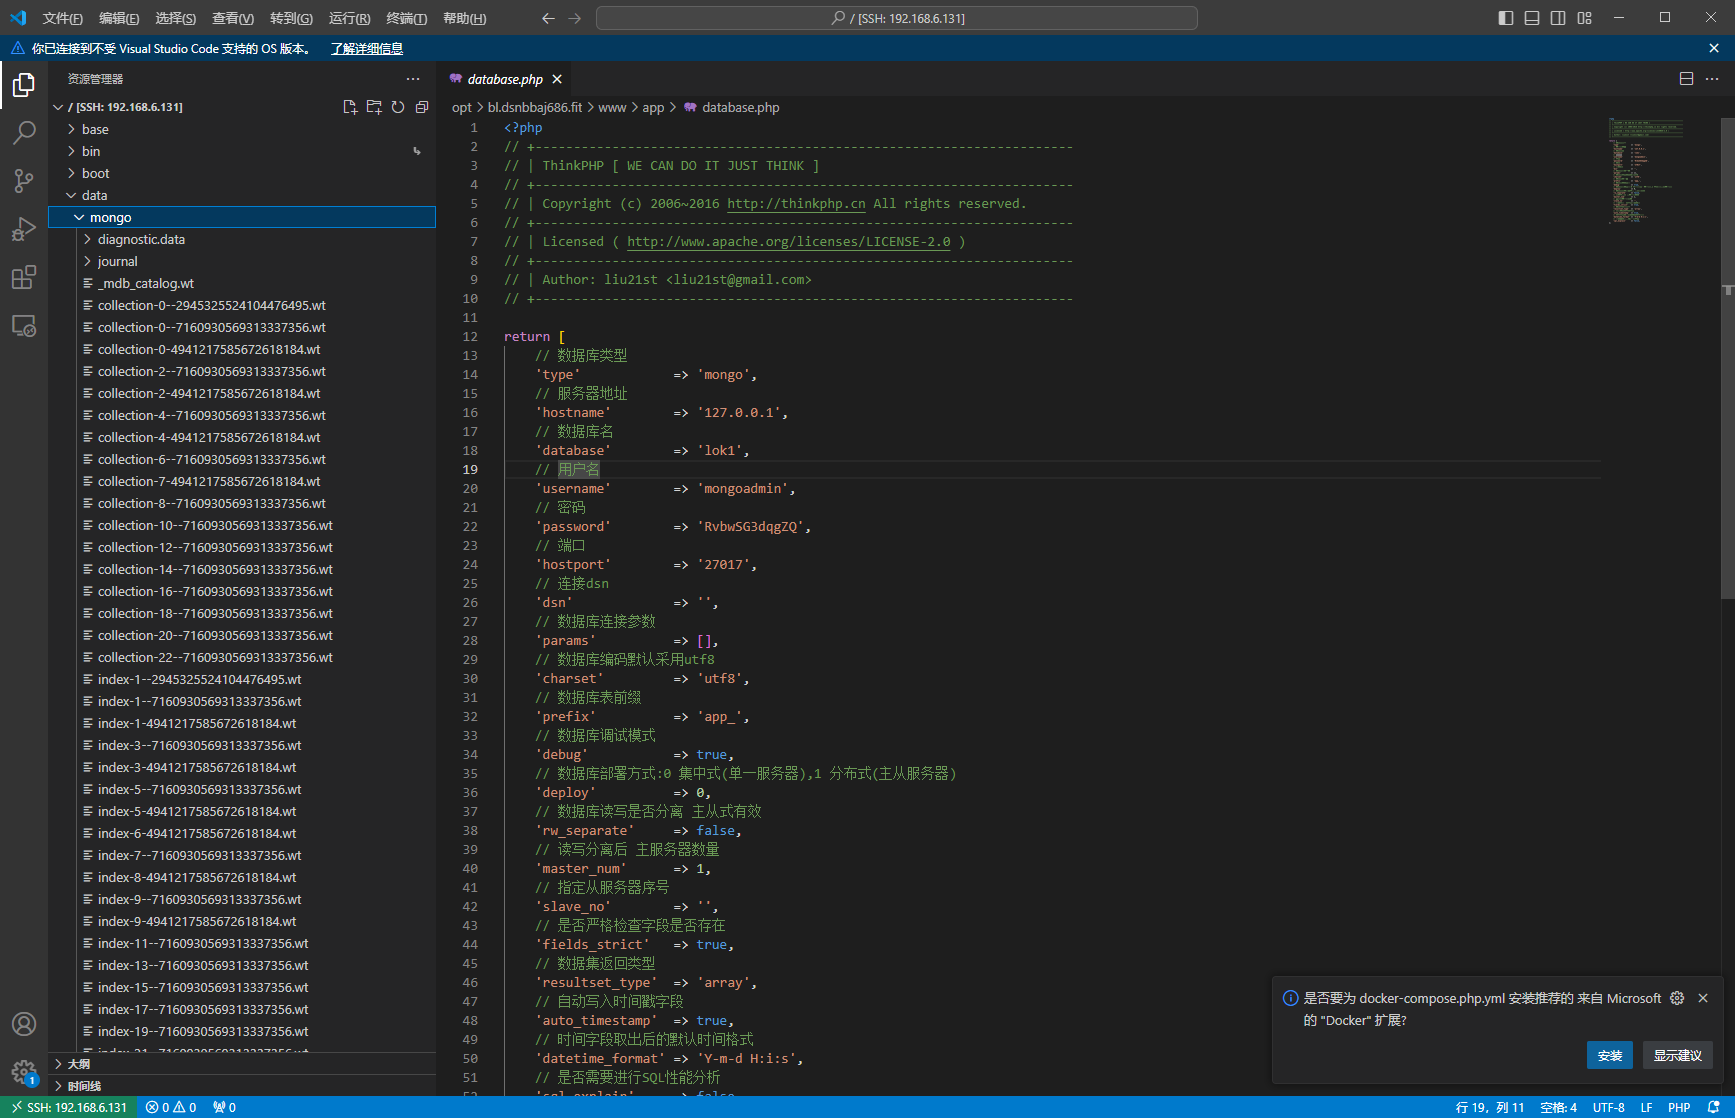 文件(F) 编辑(E) 选择(S) 查看(V) 转到(G) 运行(R) 终端(T) 帮助(H)
/ [SSH: 192.168.6.131]
你已连接到不受 Visual Studio Code 支持的 OS 版本。 了解详细信息
资源管理器
/ [SSH: 192.168.6.131]
base
bin
boot
data
mongo
diagnostic.data
journal
_mdb_catalog.wt
collection-0--2945325524104476495.wt
collection-0--7160930569313337356.wt
collection-0-4941217585672618184.wt
collection-2--7160930569313337356.wt
collection-2-4941217585672618184.wt
collection-4--7160930569313337356.wt
collection-4-4941217585672618184.wt
collection-6--7160930569313337356.wt
collection-7-4941217585672618184.wt
collection-8--7160930569313337356.wt
collection-10--7160930569313337356.wt
collection-12--7160930569313337356.wt
collection-14--7160930569313337356.wt
collection-16--7160930569313337356.wt
collection-18--7160930569313337356.wt
collection-20--7160930569313337356.wt
collection-22--7160930569313337356.wt
index-1--2945325524104476495.wt
index-1--7160930569313337356.wt
index-1-4941217585672618184.wt
index-3--7160930569313337356.wt
index-3-4941217585672618184.wt
index-5--7160930569313337356.wt
index-5-4941217585672618184.wt
index-6-4941217585672618184.wt
index-7--7160930569313337356.wt
index-8-4941217585672618184.wt
index-9--7160930569313337356.wt
index-9-4941217585672618184.wt
index-11--7160930569313337356.wt
index-13--7160930569313337356.wt
index-15--7160930569313337356.wt
index-17--7160930569313337356.wt
index-19--7160930569313337356.wt
大纲
时间线
database.php
opt > bl.dsnbbaj686.fit > www > app > database.php
1 <?php
2 // +----------------------------------------------------------------------
3 // | ThinkPHP [ WE CAN DO IT JUST THINK ]
4 // +----------------------------------------------------------------------
5 // | Copyright (c) 2006~2016 http://thinkphp.cn All rights reserved.
6 // +----------------------------------------------------------------------
7 // | Licensed ( http://www.apache.org/licenses/LICENSE-2.0 )
8 // +----------------------------------------------------------------------
9 // | Author: liu21st <liu21st@gmail.com>
10 // +----------------------------------------------------------------------
11
12 return [
13 // 数据库类型
14 'type' => 'mongo',
15 // 服务器地址
16 'hostname' => '127.0.0.1',
17 // 数据库名
18 'database' => 'lok1',
19 // 用户名
20 'username' => 'mongoadmin',
21 // 密码
22 'password' => 'RvbwSG3dqgZQ',
23 // 端口
24 'hostport' => '27017',
25 // 连接dsn
26 'dsn' => '',
27 // 数据库连接参数
28 'params' => [],
29 // 数据库编码默认采用utf8
30 'charset' => 'utf8',
31 // 数据库表前缀
32 'prefix' => 'app_',
33 // 数据库调试模式
34 'debug' => true,
35 // 数据库部署方式:0 集中式(单一服务器),1 分布式(主从服务器)
36 'deploy' => 0,
37 // 数据库读写是否分离 主从式有效
38 'rw_separate' => false,
39 // 读写分离后 主服务器数量
40 'master_num' => 1,
41 // 指定从服务器序号
42 'slave_no' => '',
43 // 是否严格检查字段是否存在
44 'fields_strict' => true,
45 // 数据集返回类型
46 'resultset_type' => 'array',
47 // 自动写入时间戳字段
48 'auto_timestamp' => true,
49 // 时间字段取出后的默认时间格式
50 'datetime_format' => 'Y-m-d H:i:s',
51 // 是否需要进行SQL性能分析
是否要为 docker-compose.php.yml 安装推荐的 来自 Microsoft
的 "Docker" 扩展?
安装 显示建议
1
SSH: 192.168.6.131 0 0 0 行 19，列 11 空格: 4 UTF-8 LF PHP